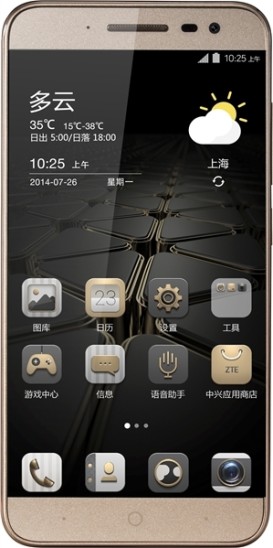 10:25 上午
多云
35℃ 15℃-38℃
日出 5:00/日落 18:00
10:25 上午
上海
2014-07-26 星期一
23
图库 日历 设置 工具
ZTE
游戏中心 信息 语音助手 中兴应用商店